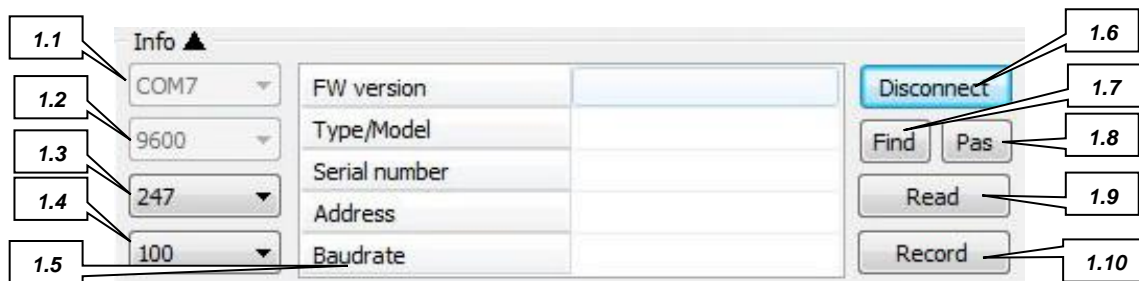 Info ▲
1.1
COM7
1.2
9600
1.3
247
1.4
100
1.5
FW version
Type/Model
Serial number
Address
Baudrate
Disconnect
1.6
Find
1.7
Pas
1.8
Read
1.9
Record
1.10